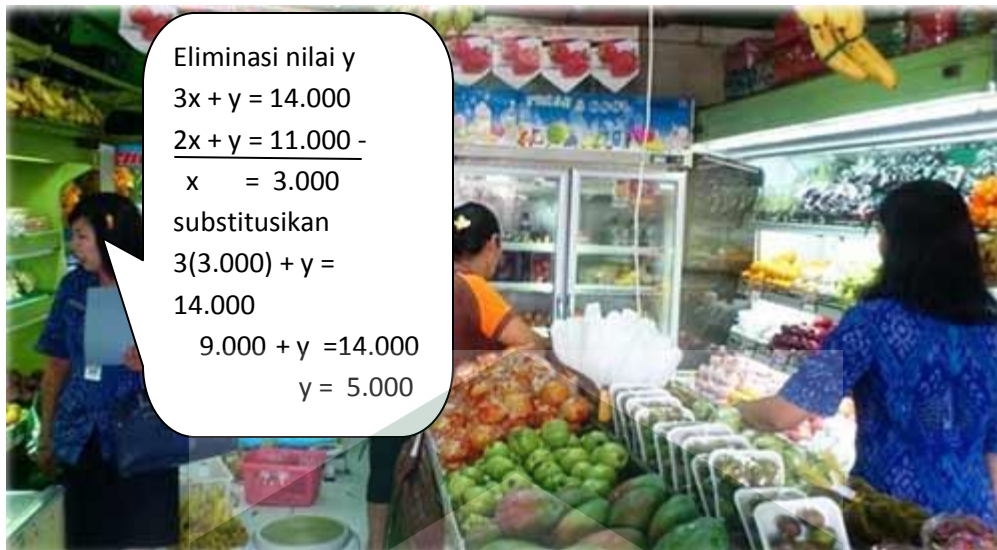 Eliminasi nilai y
3x + y = 14.000
2x + y = 11.000 -
x = 3.000
substitusikan
3(3.000) + y =
14.000
9.000 + y =14.000
y = 5.000